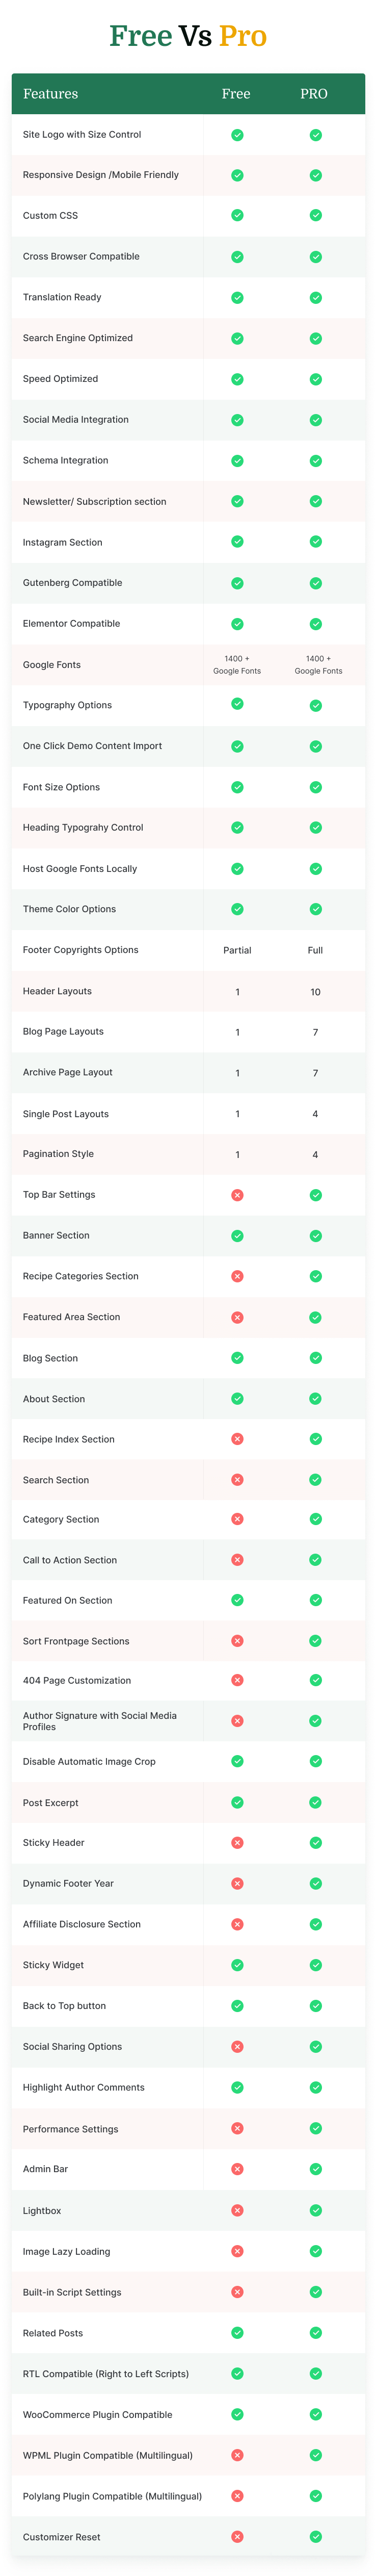 Free Vs Pro
Features Free PRO
Site Logo with Size Control
Responsive Design /Mobile Friendly
Custom CSS
Cross Browser Compatible
Translation Ready
Search Engine Optimized
Speed Optimized
Social Media Integration
Schema Integration
Newsletter/ Subscription section
Instagram Section
Gutenberg Compatible
Elementor Compatible
Google Fonts 1400 + Google Fonts 1400 + Google Fonts
Typography Options
One Click Demo Content Import
Font Size Options
Heading Typograhy Control
Host Google Fonts Locally
Theme Color Options
Footer Copyrights Options Partial Full
Header Layouts 1 10
Blog Page Layouts 1 7
Archive Page Layout 1 7
Single Post Layouts 1 4
Pagination Style 1 4
Top Bar Settings
Banner Section
Recipe Categories Section
Featured Area Section
Blog Section
About Section
Recipe Index Section
Search Section
Category Section
Call to Action Section
Featured On Section
Sort Frontpage Sections
404 Page Customization
Author Signature with Social Media
Profiles
Disable Automatic Image Crop
Post Excerpt
Sticky Header
Dynamic Footer Year
Affiliate Disclosure Section
Sticky Widget
Back to Top button
Social Sharing Options
Highlight Author Comments
Performance Settings
Admin Bar
Lightbox
Image Lazy Loading
Built-in Script Settings
Related Posts
RTL Compatible (Right to Left Scripts)
WooCommerce Plugin Compatible
WPML Plugin Compatible (Multilingual)
Polylang Plugin Compatible (Multilingual)
Customizer Reset